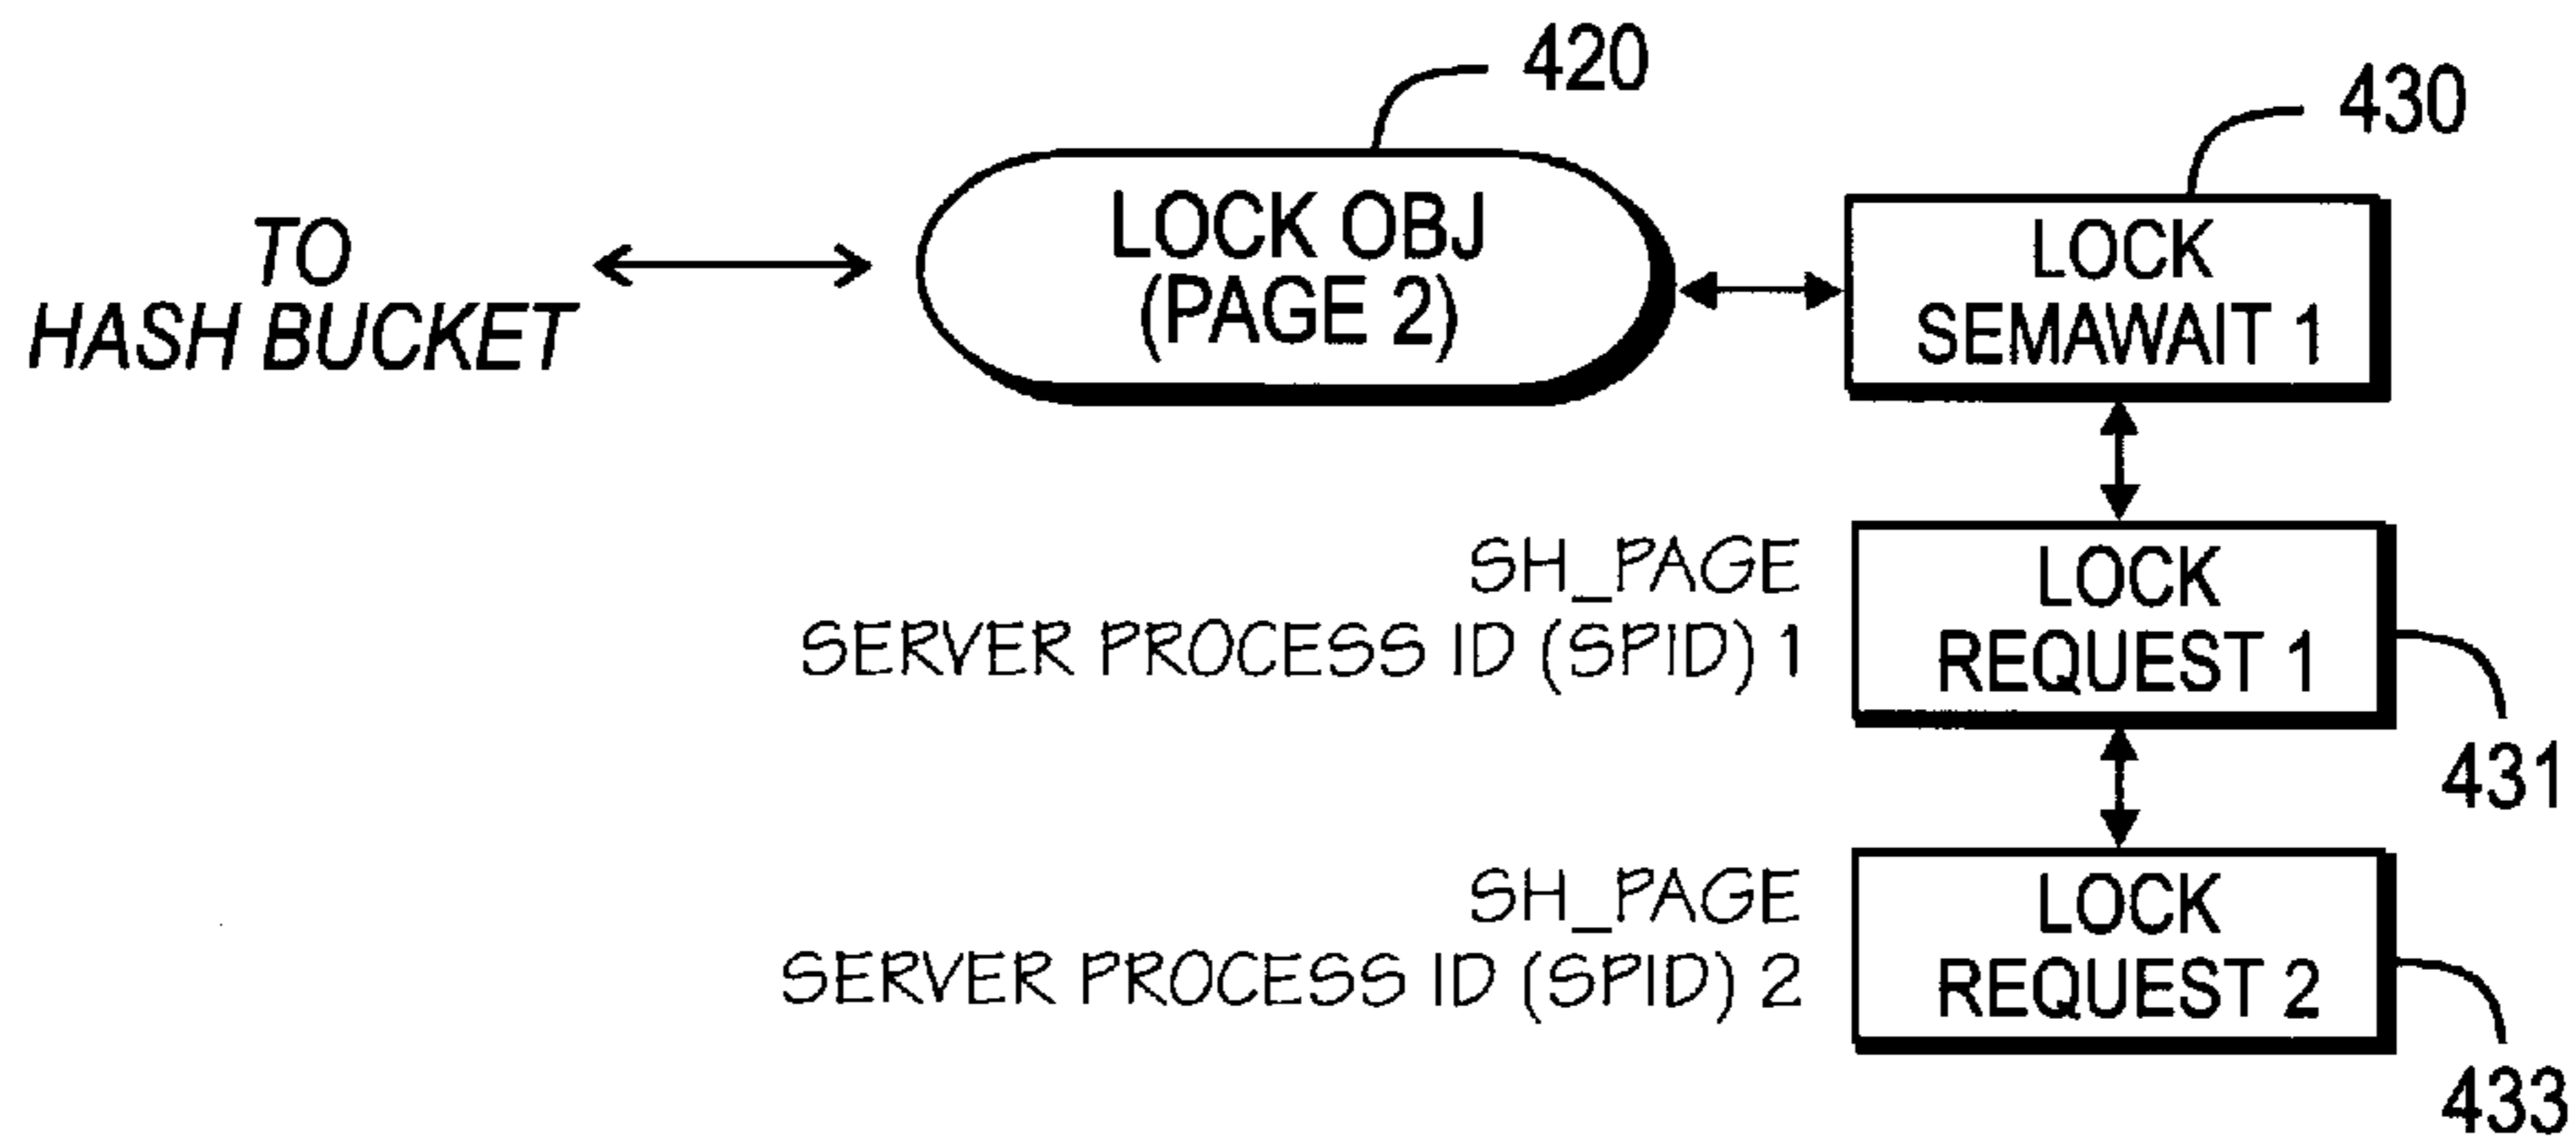 420
430
TO
HASH BUCKET
LOCK OBJ
(PAGE 2)
LOCK
SEMAWAIT 1
SH_PAGE
SERVER PROCESS ID (SPID) 1
LOCK
REQUEST 1
431
SH_PAGE
SERVER PROCESS ID (SPID) 2
LOCK
REQUEST 2
433